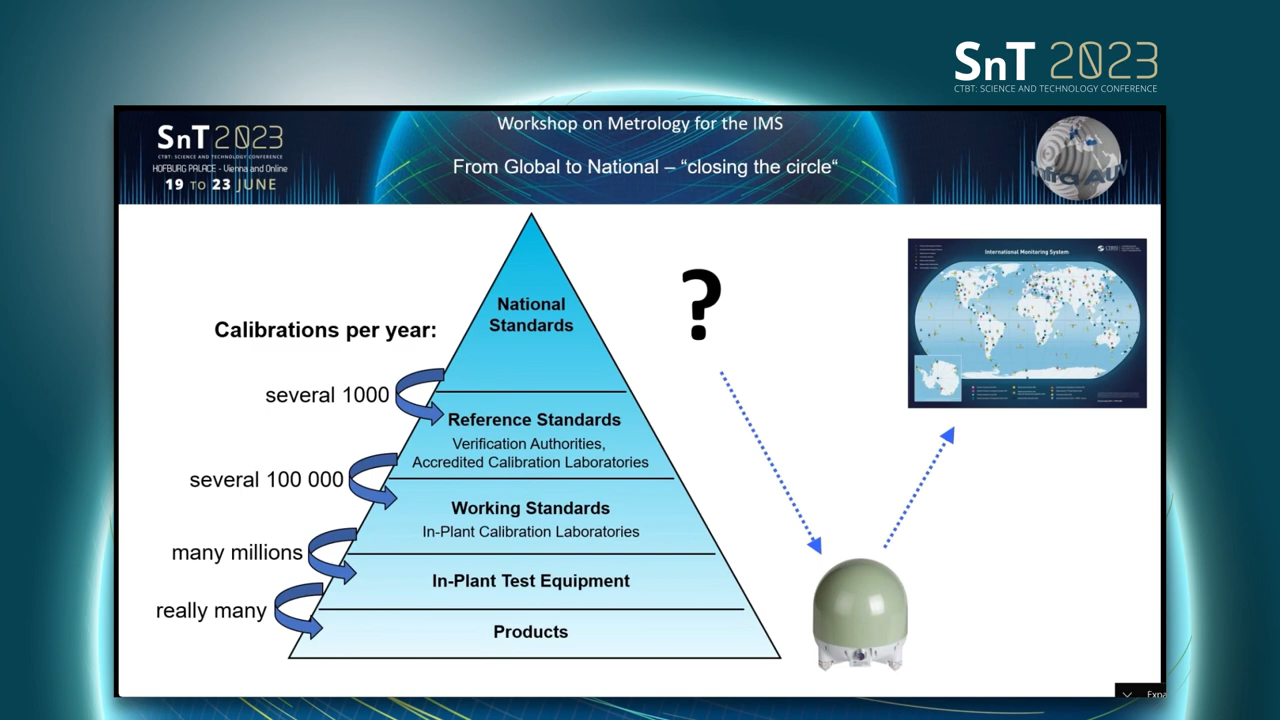 SnT 2023
CTBT: SCIENCE AND TECHNOLOGY CONFERENCE
SnT 2023
CTBT: SCIENCE AND TECHNOLOGY CONFERENCE
HOFBURG PALACE - Vienna and Online
19 TO 23 JUNE
Workshop on Metrology for the IMS
From Global to National – “closing the circle“
Infra AUV
National
Standards
Calibrations per year:
several 1000
Reference Standards
Verification Authorities,
Accredited Calibration Laboratories
several 100 000
Working Standards
In-Plant Calibration Laboratories
many millions
In-Plant Test Equipment
really many
Products
?
International Monitoring System